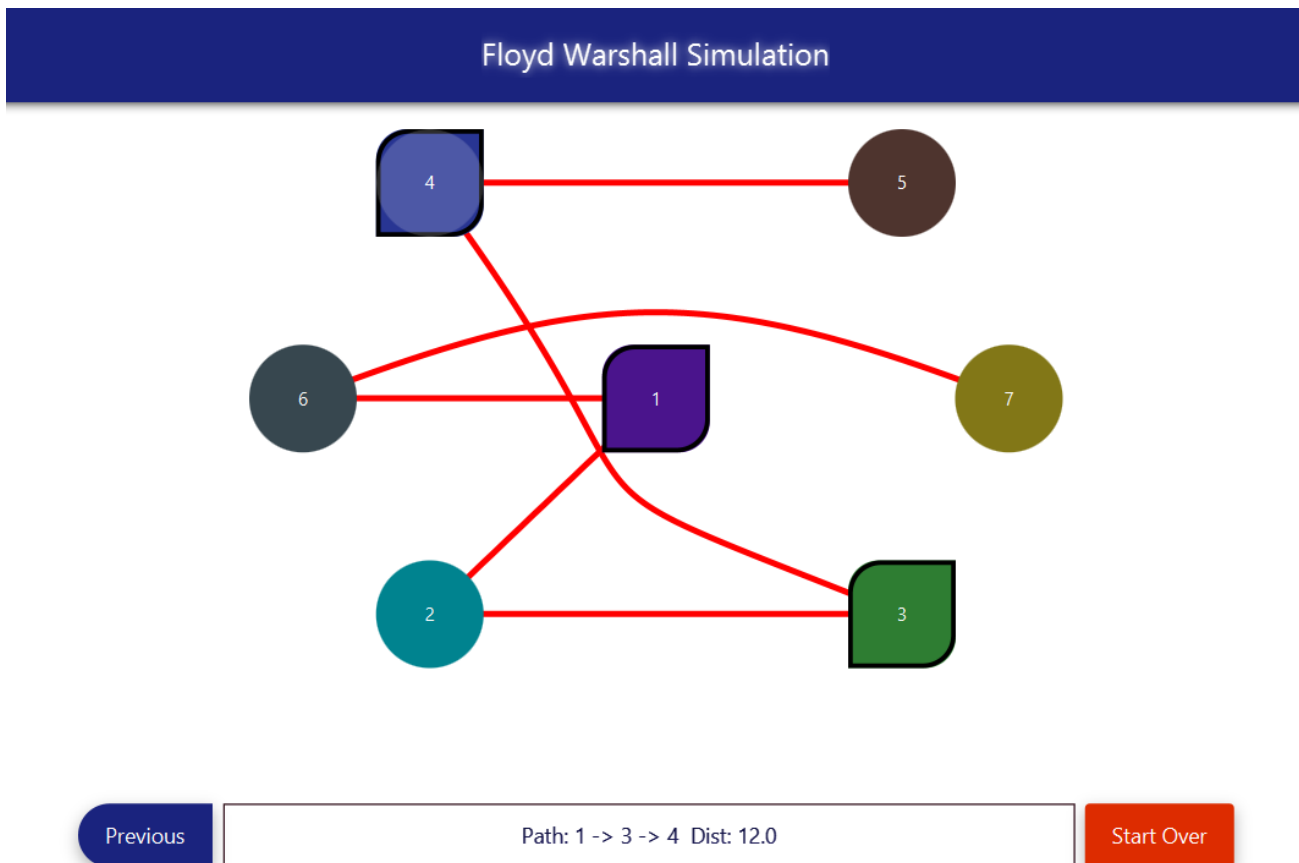 Floyd Warshall Simulation
4 5
6 1 7
2 3
Previous Path: 1 -> 3 -> 4 Dist: 12.0 Start Over